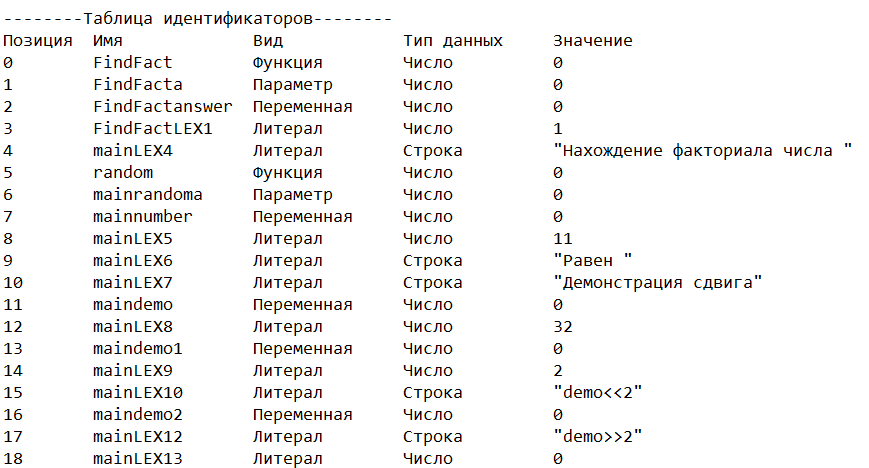 --------Таблица идентификаторов--------
Позиция Имя Вид Тип данных Значение
0 FindFact Функция Число 0
1 FindFacta Параметр Число 0
2 FindFactanswer Переменная Число 0
3 FindFactLEX1 Литерал Число 1
4 mainLEX4 Литерал Строка "Нахождение факториала числа "
5 random Функция Число 0
6 mainrandoma Параметр Число 0
7 mainnumber Переменная Число 0
8 mainLEX5 Литерал Число 11
9 mainLEX6 Литерал Строка "Равен "
10 mainLEX7 Литерал Строка "Демонстрация сдвига"
11 maindemo Переменная Число 0
12 mainLEX8 Литерал Число 32
13 maindemo1 Переменная Число 0
14 mainLEX9 Литерал Число 2
15 mainLEX10 Литерал Строка "demo<<2"
16 maindemo2 Переменная Число 0
17 mainLEX12 Литерал Строка "demo>>2"
18 mainLEX13 Литерал Число 0